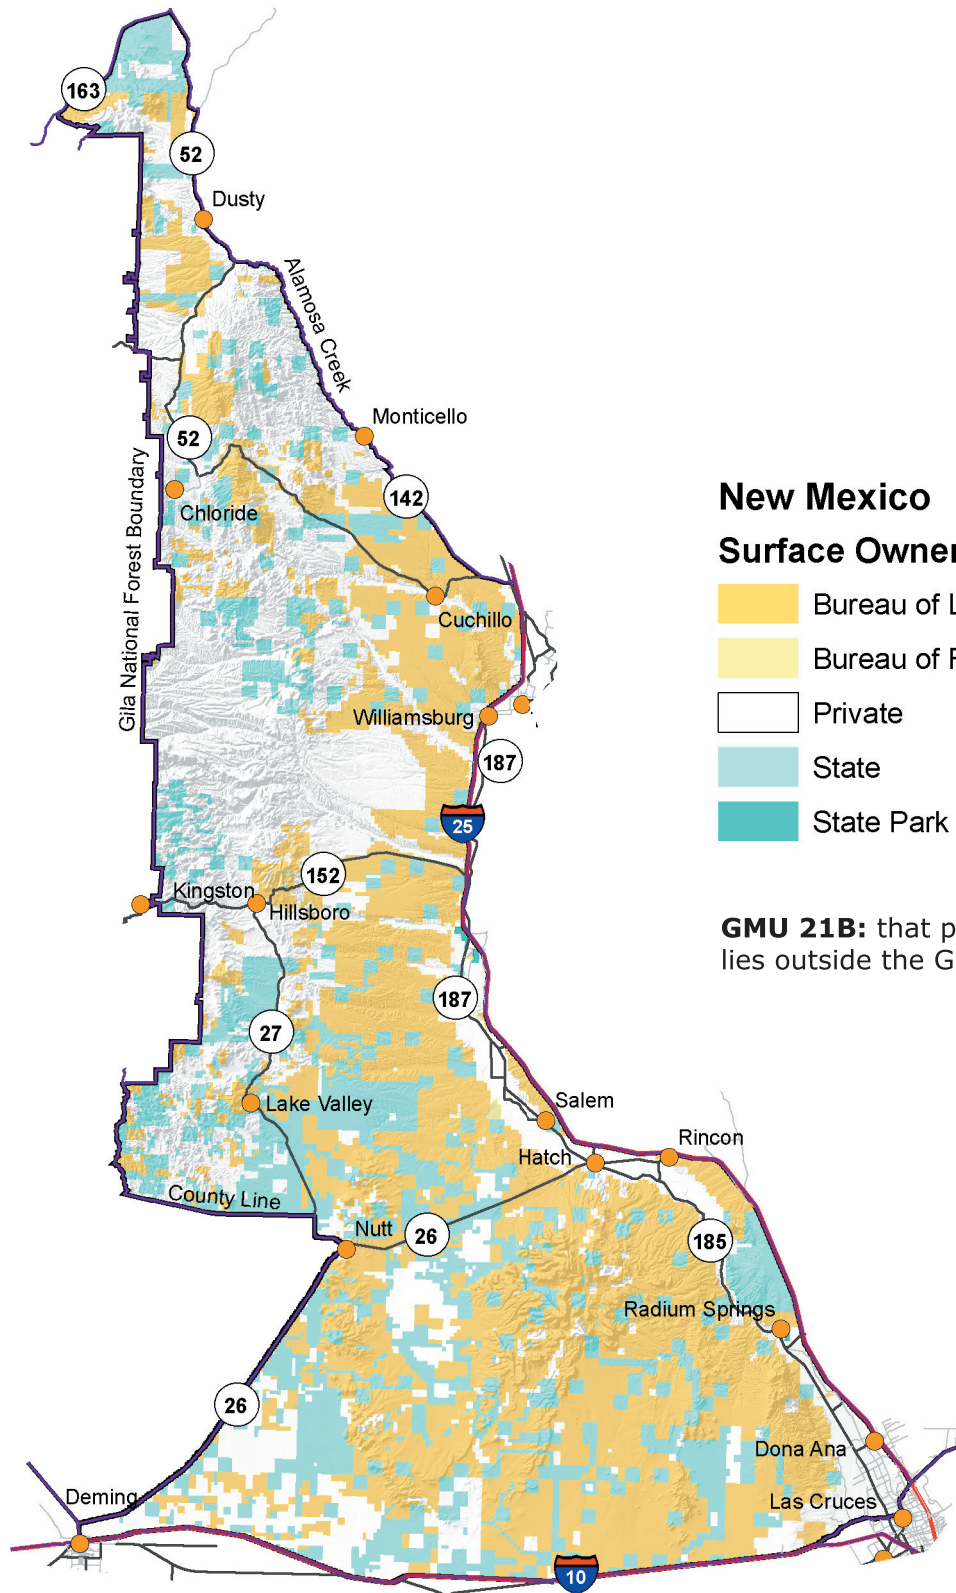 163
52
Dusty
Alamosa Creek
Monticello
52
142
Chloride
Gila National Forest Boundary
Cuchillo
Williamsburg
187
25
152
Kingston
Hillsboro
187
27
Lake Valley
Salem
Rincon
Hatch
County Line
Nutt
26
185
Radium Springs
26
Dona Ana
Deming
Las Cruces
10
New Mexico
Surface Owner
Bureau of L
Bureau of F
Private
State
State Park
GMU 21B: that p
lies outside the G